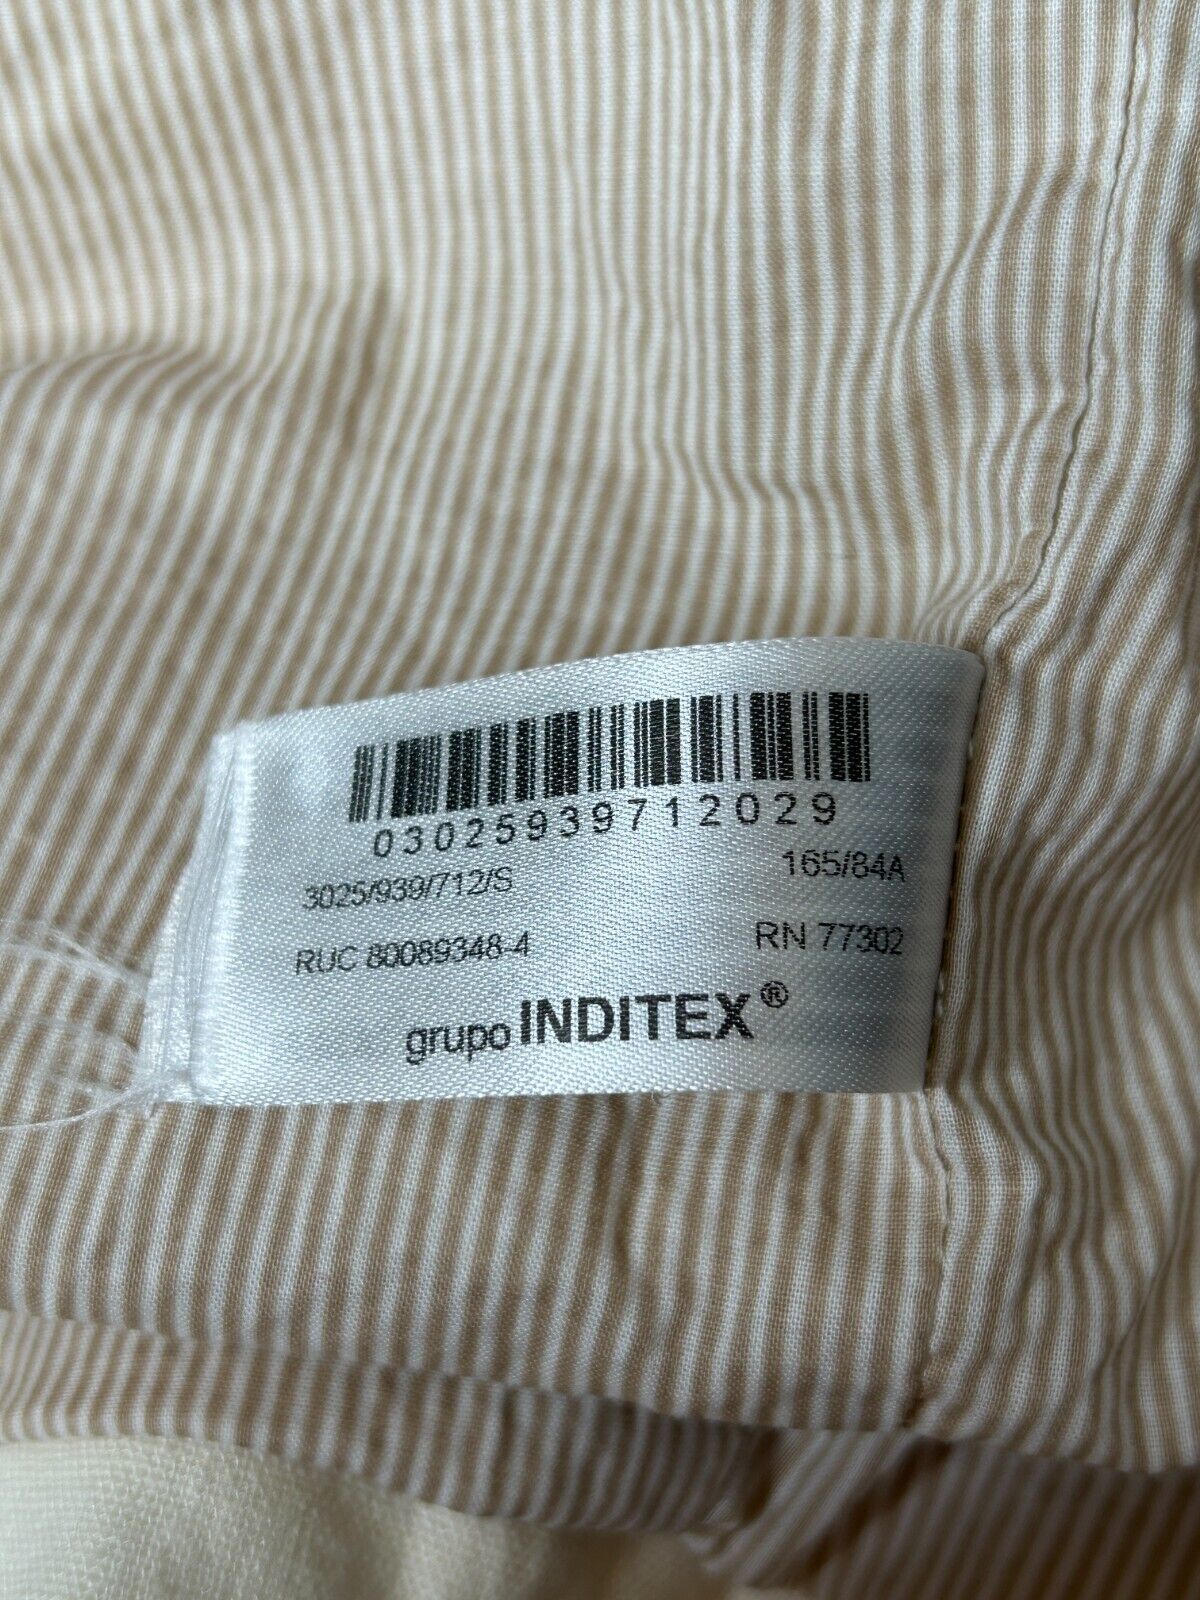 03025939712029
3025/939/712/S 165/84A
RUC 80089348-4 RN 77302
grupo INDITEX®